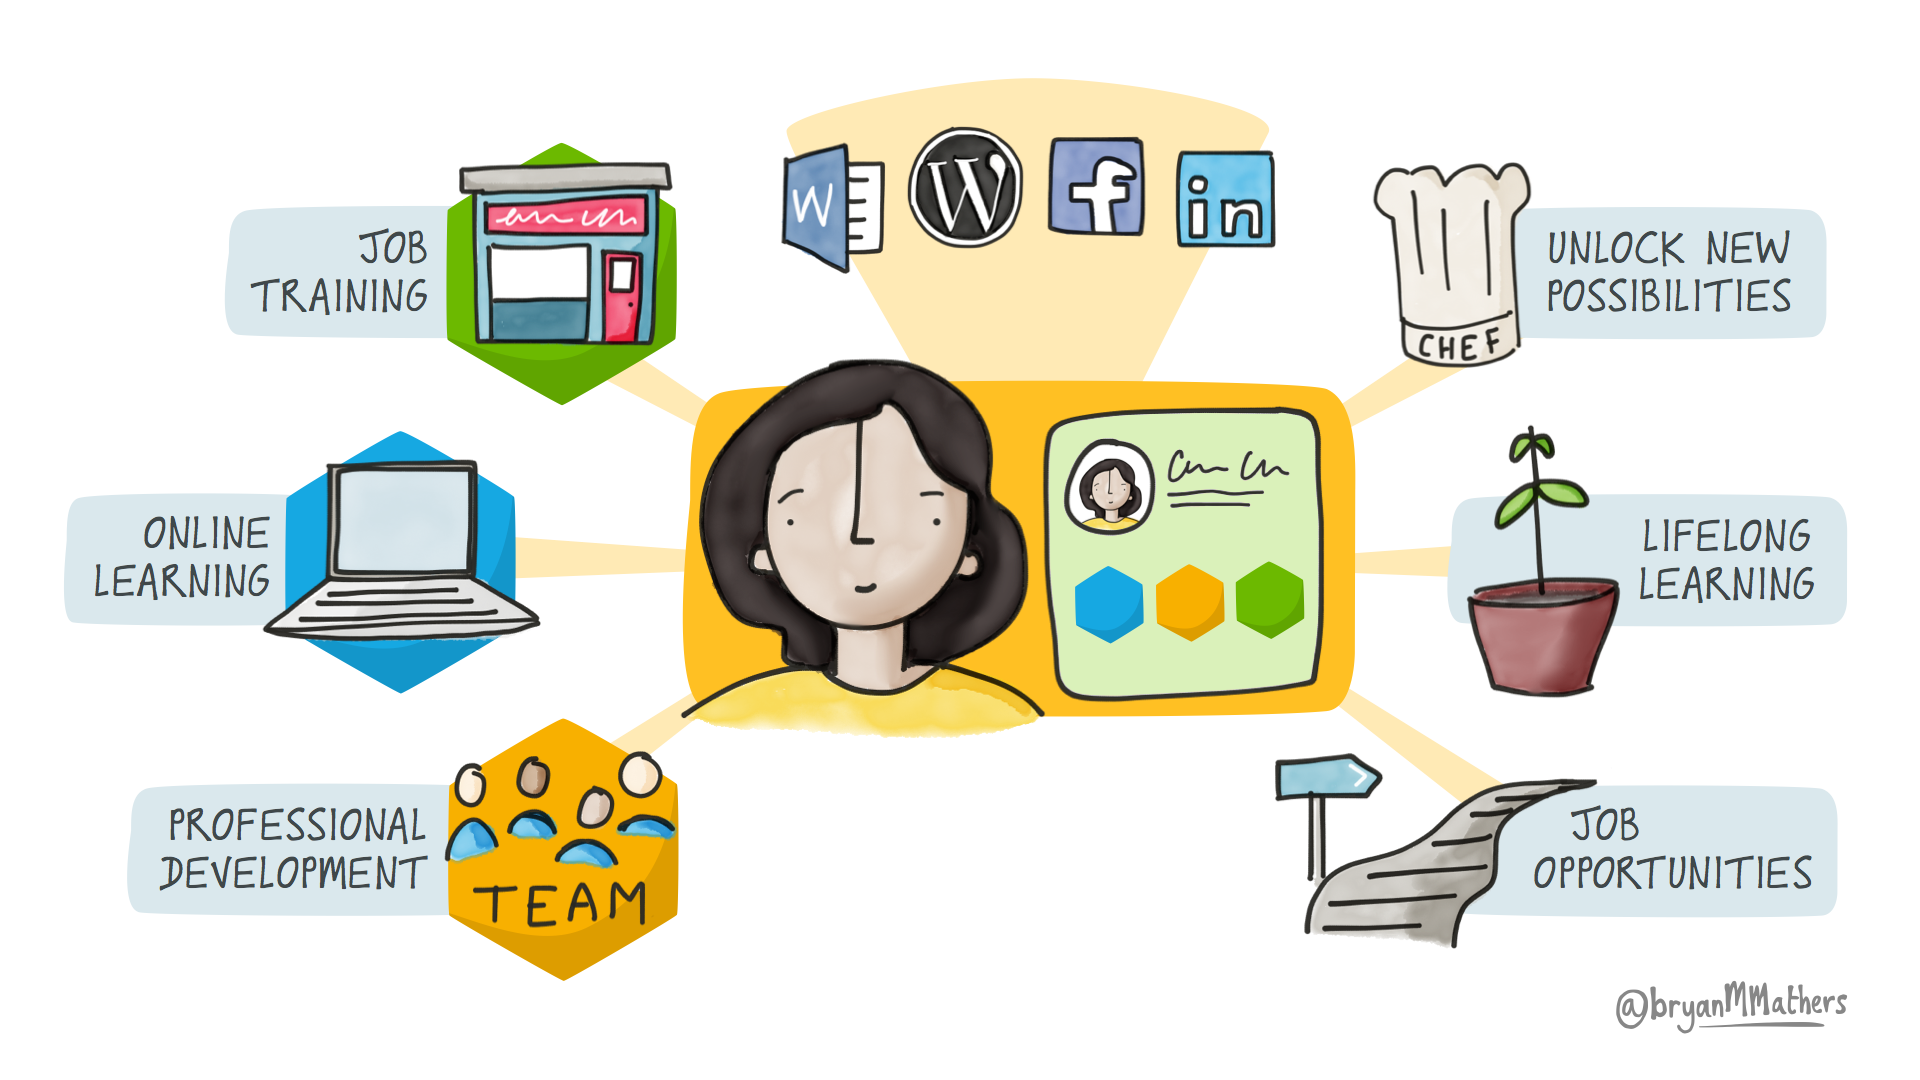 JOB
TRAINING
W
W
f
in
CHEF
UNLOCK NEW
POSSIBILITIES
ONLINE
LEARNING
LIFELONG
LEARNING
PROFESSIONAL
DEVELOPMENT
TEAM
JOB
OPPORTUNITIES
@bryanMMathers